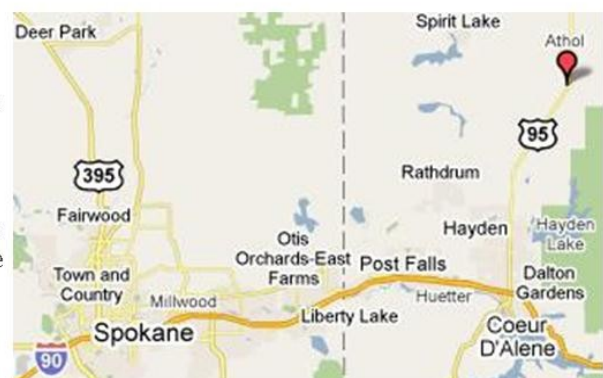 Spirit Lake
Deer Park
Athol
95
395
Rathdrum
Fairwood
Hayden
Hayden
Lake
Otis
Orchards-East
Farms
Post Falls
Town and
Country
Millwood
Dalton
Gardens
Huetter
Liberty Lake
Spokane
Coeur
D'Alene
90